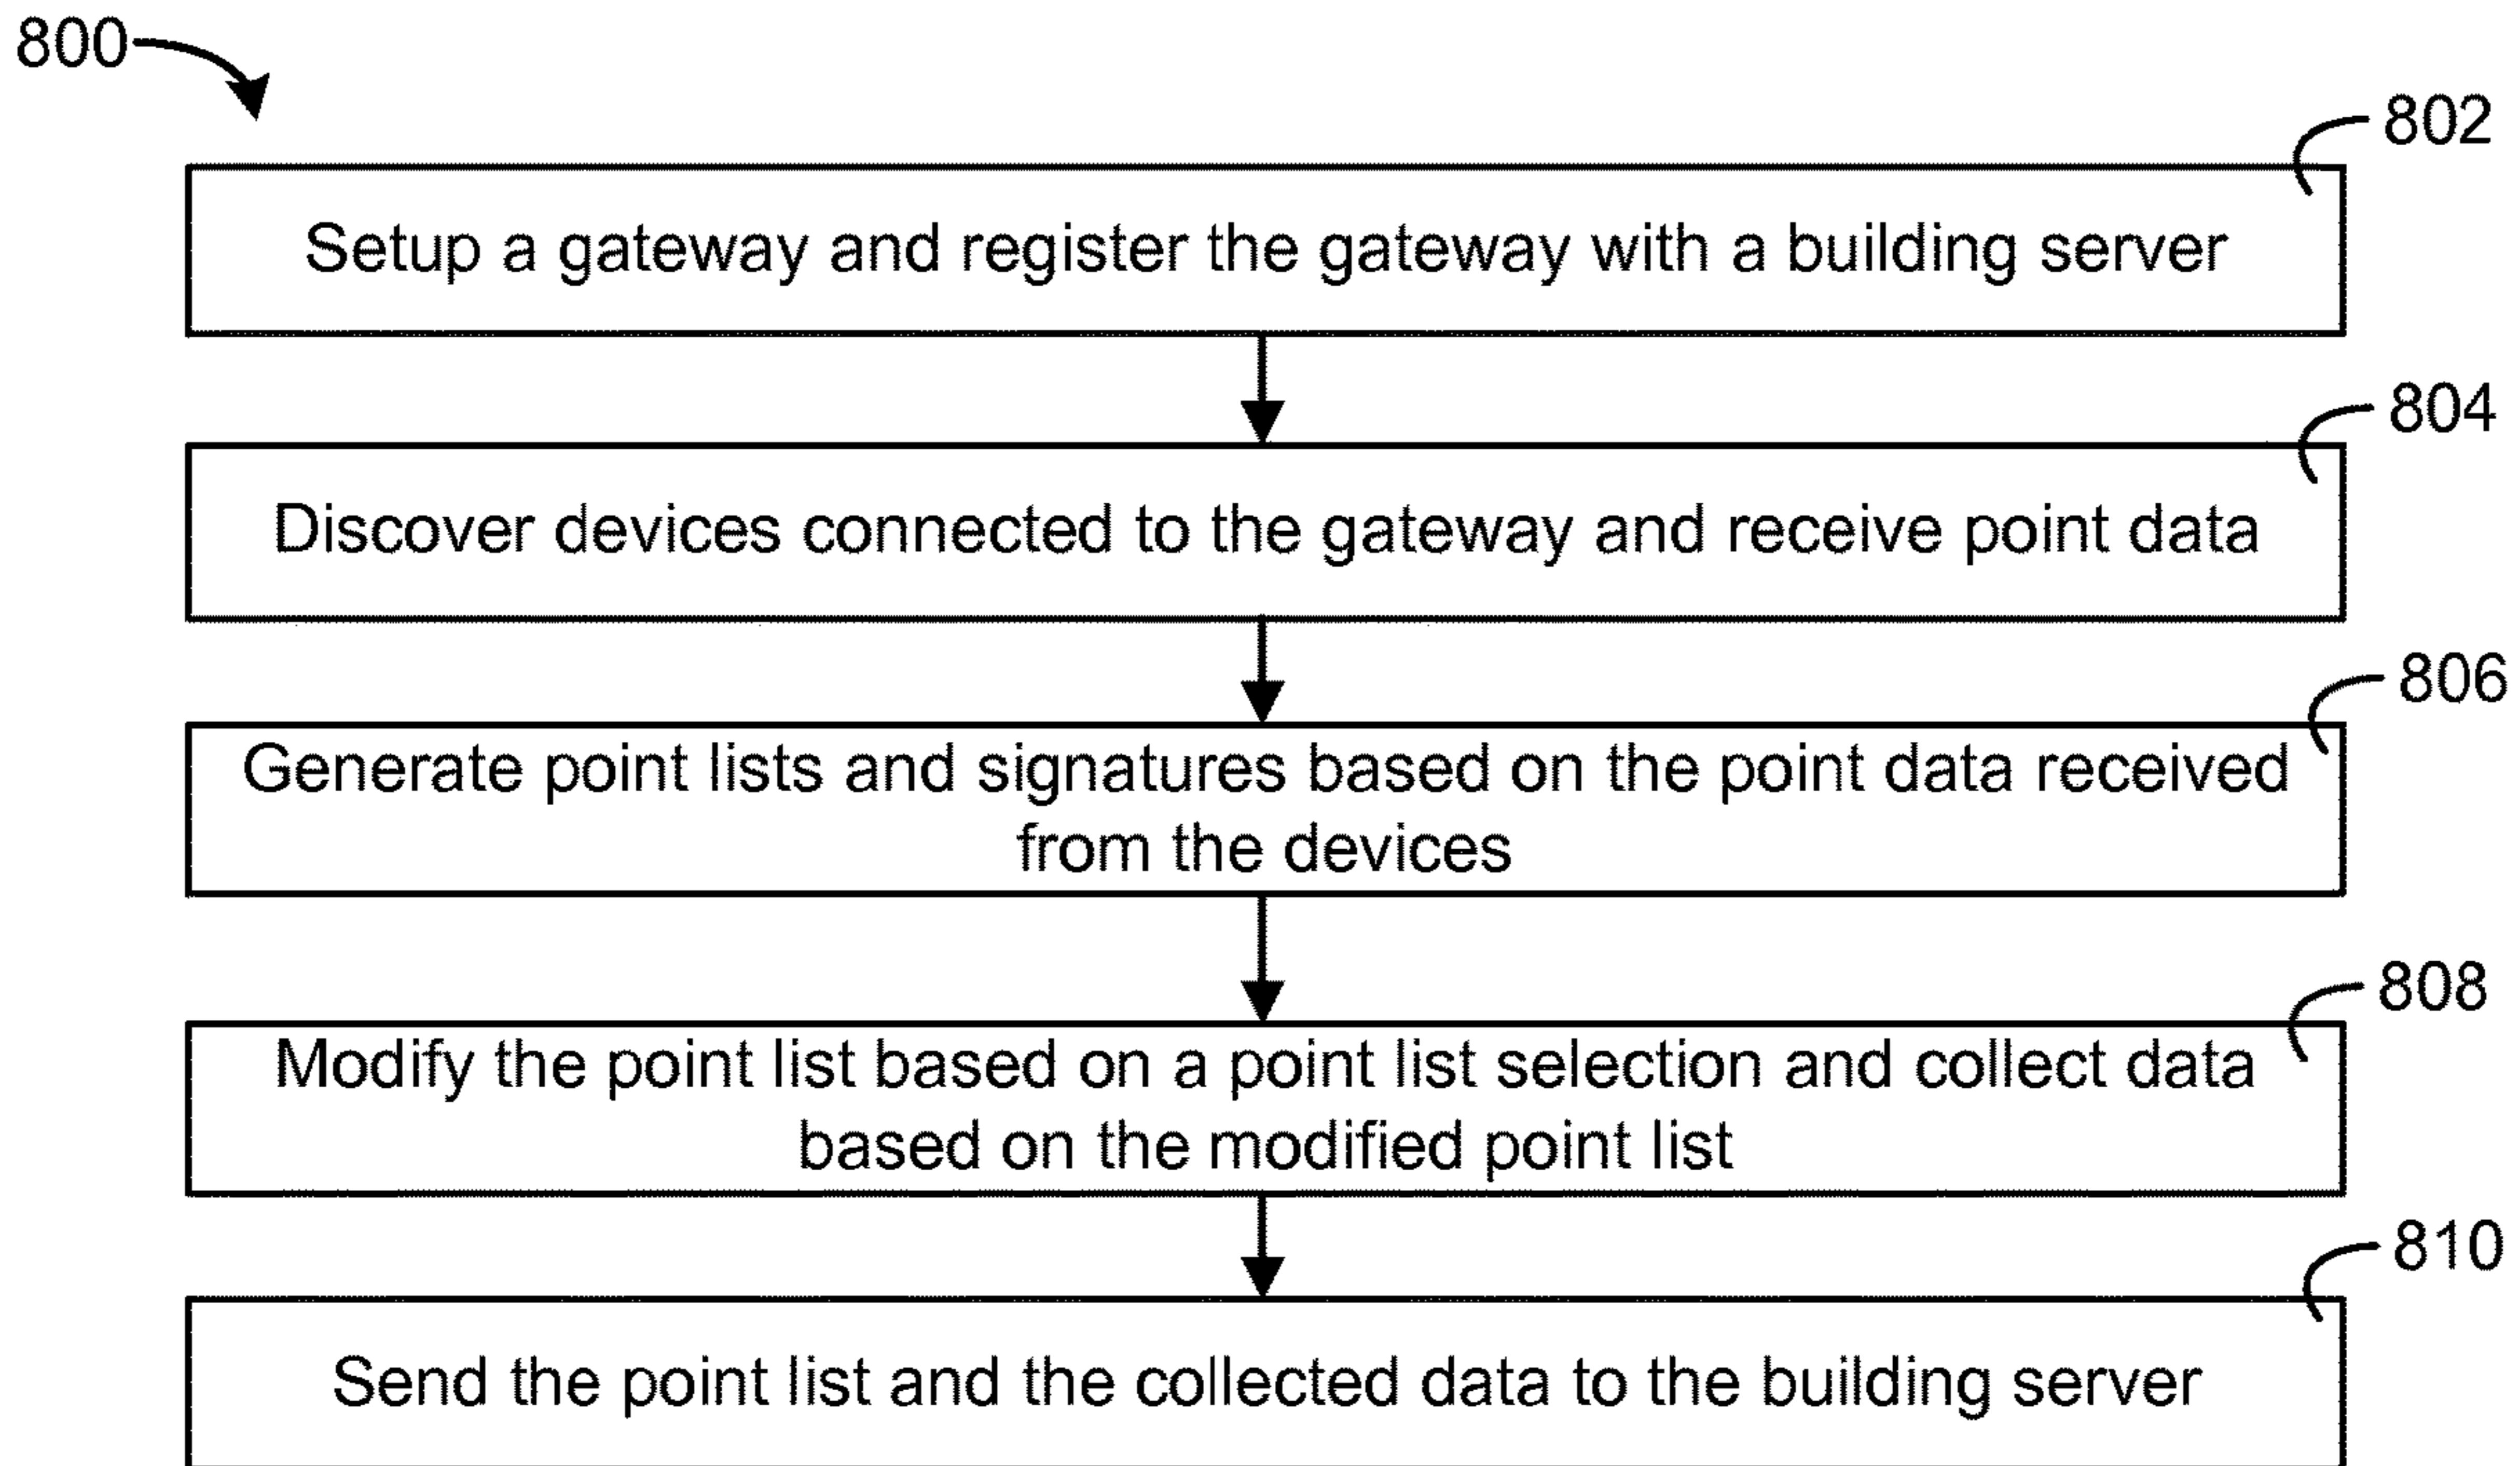 800
802
Setup a gateway and register the gateway with a building server
804
Discover devices connected to the gateway and receive point data
806
Generate point lists and signatures based on the point data received
from the devices
808
Modify the point list based on a point list selection and collect data
based on the modified point list
810
Send the point list and the collected data to the building server